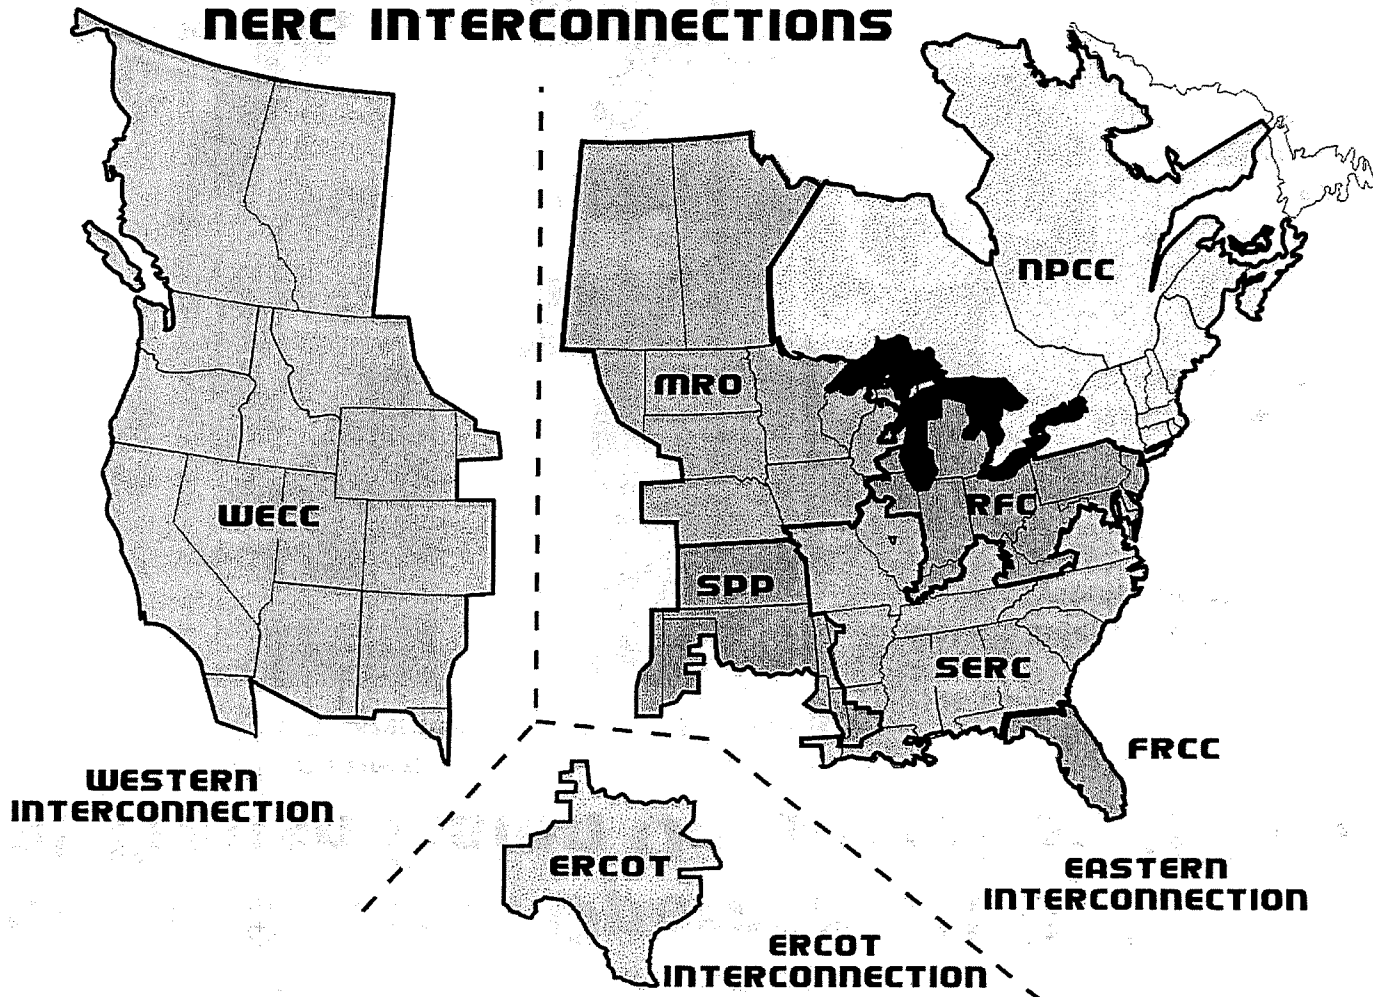 NERC INTERCONNECTIONS
NPCC
MRO
RFC
WECC
SPP
SERC
FRCC
WESTERN
INTERCONNECTION
ERCOT
EASTERN
INTERCONNECTION
ERCOT
INTERCONNECTION